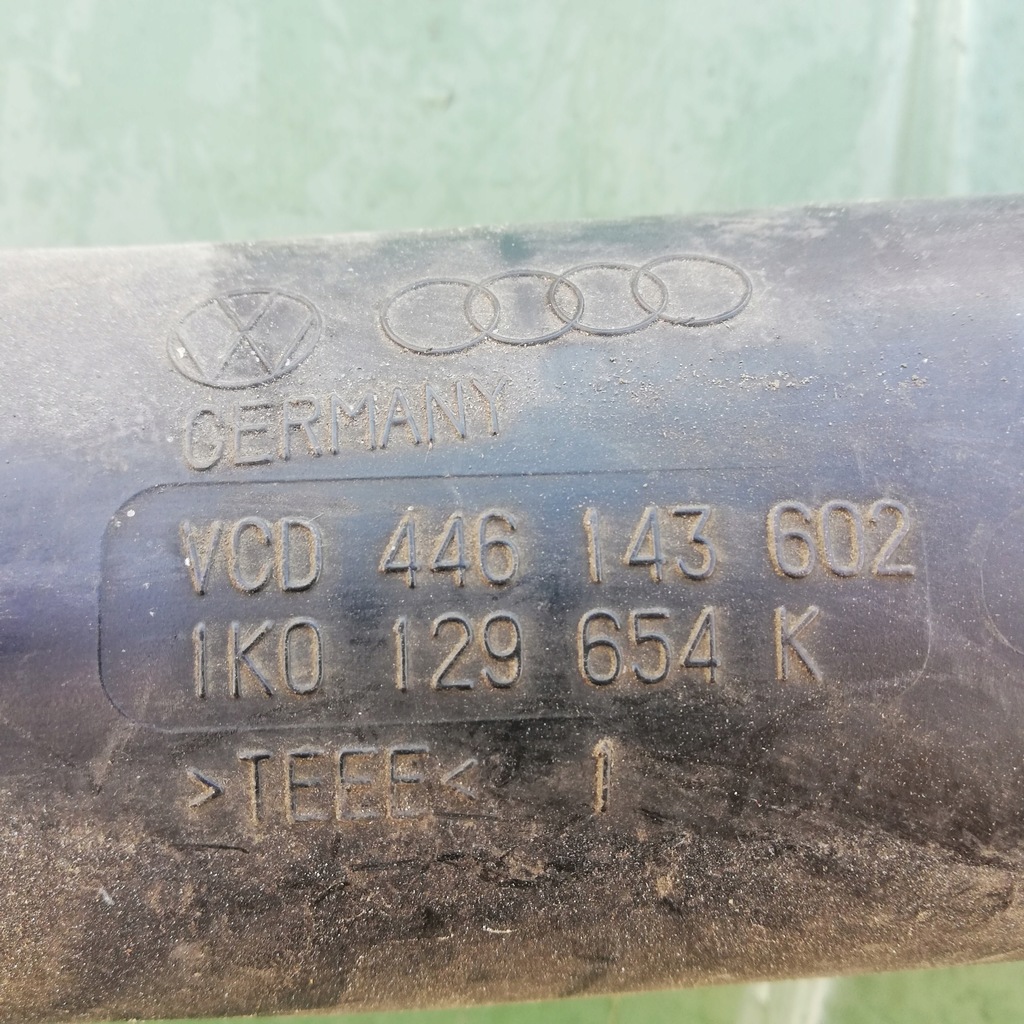 GERMANY
VCD 446 143 602
1K0 129 654 K
>TEEE< 1